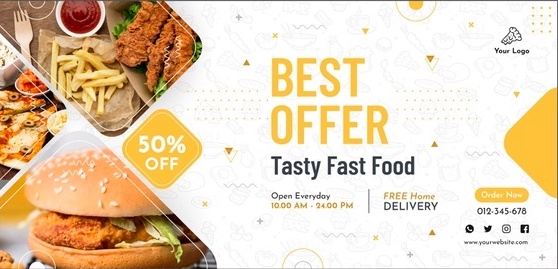 BEST
OFFER
Tasty Fast Food
50%
OFF
Open Everyday
10.00 AM - 24.00 PM
FREE Home
DELIVERY
Your Logo
Order Now
012-345-678
www.yourwebsite.com